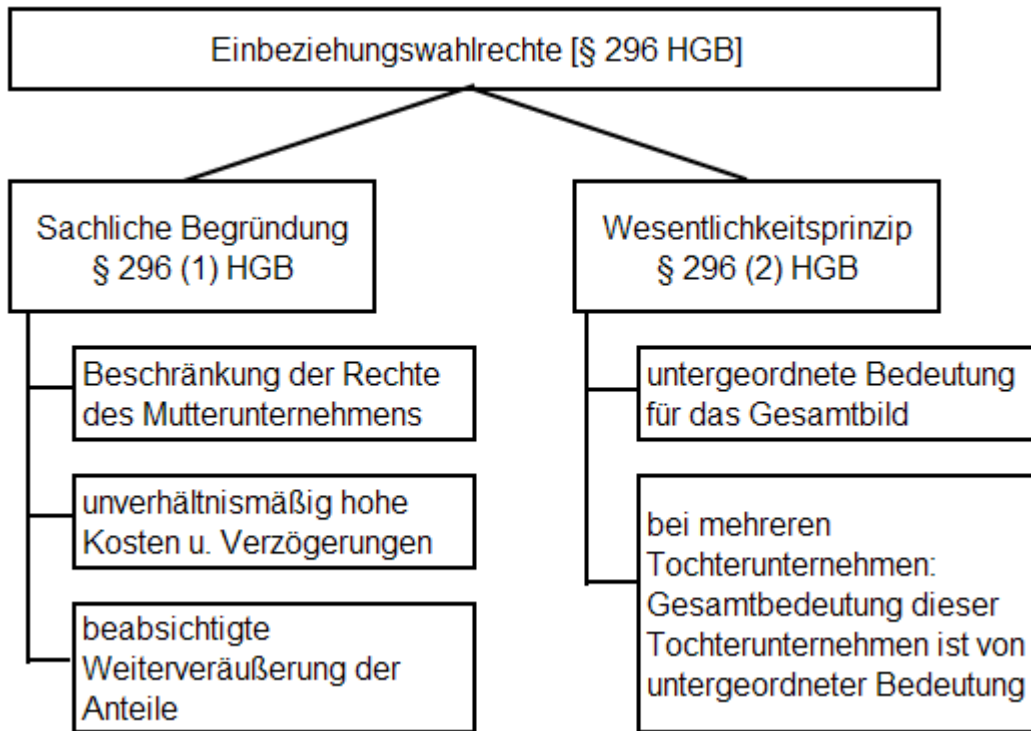 Einbeziehungswahlrechte [§ 296 HGB]
Sachliche Begründung
§ 296 (1) HGB
Beschränkung der Rechte
des Mutterunternehmens
unverhältnismäßig hohe
Kosten u. Verzögerungen
beabsichtigte
Weiterveräußerung der
Anteile
Wesentlichkeitsprinzip
§ 296 (2) HGB
untergeordnete Bedeutung
für das Gesamtbild
bei mehreren
Tochterunternehmen:
Gesamtbedeutung dieser
Tochterunternehmen ist von
untergeordneter Bedeutung